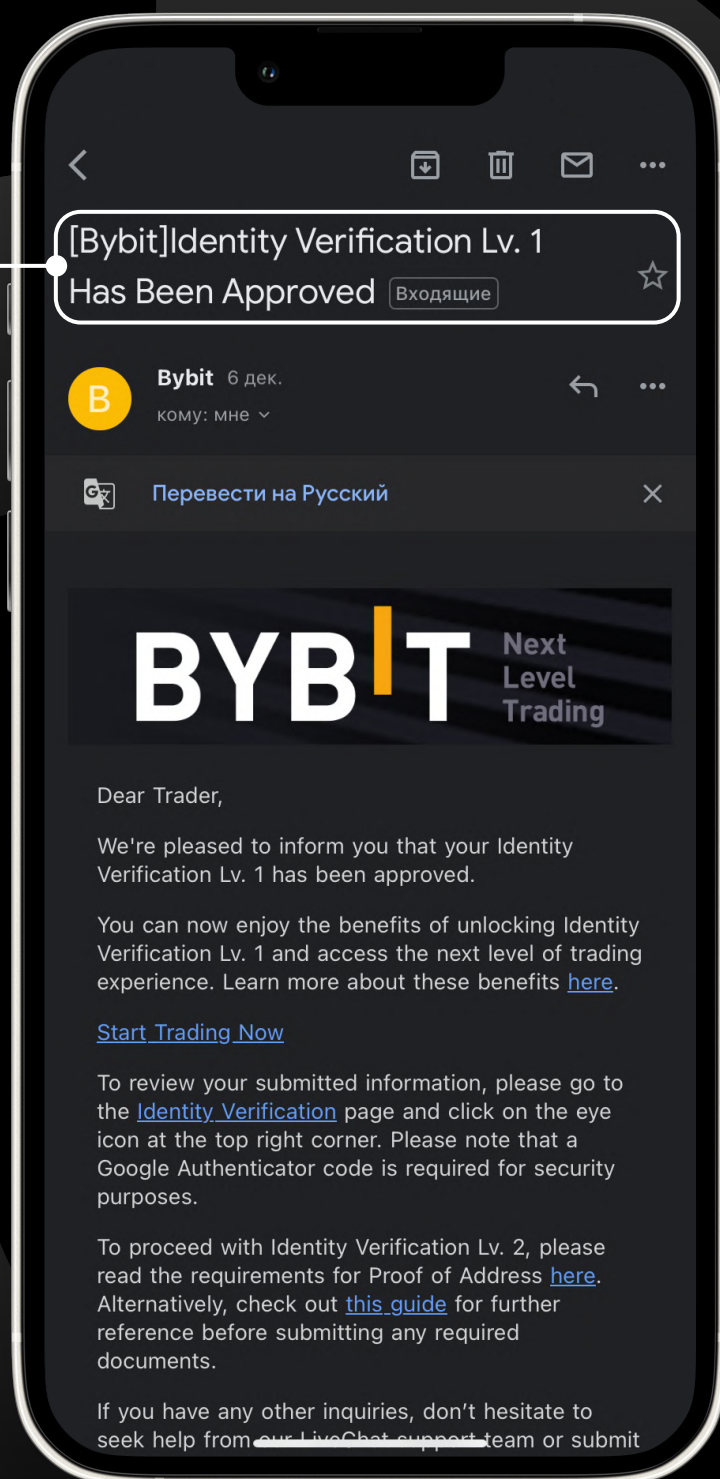 [Bybit]Identity Verification Lv. 1
Has Been Approved Входящие
B
Bybit 6 дек.
кому: мне
Перевести на Русский
BYBIT
Next
Level
Trading
Dear Trader,
We're pleased to inform you that your Identity
Verification Lv. 1 has been approved.
You can now enjoy the benefits of unlocking Identity
Verification Lv. 1 and access the next level of trading
experience. Learn more about these benefits here.
Start Trading Now
To review your submitted information, please go to
the Identity Verification page and click on the eye
icon at the top right corner. Please note that a
Google Authenticator code is required for security
purposes.
To proceed with Identity Verification Lv. 2, please
read the requirements for Proof of Address here.
Alternatively, check out this guide for further
reference before submitting any required
documents.
If you have any other inquiries, don’t hesitate to
seek help from our LiveChat support team or submit